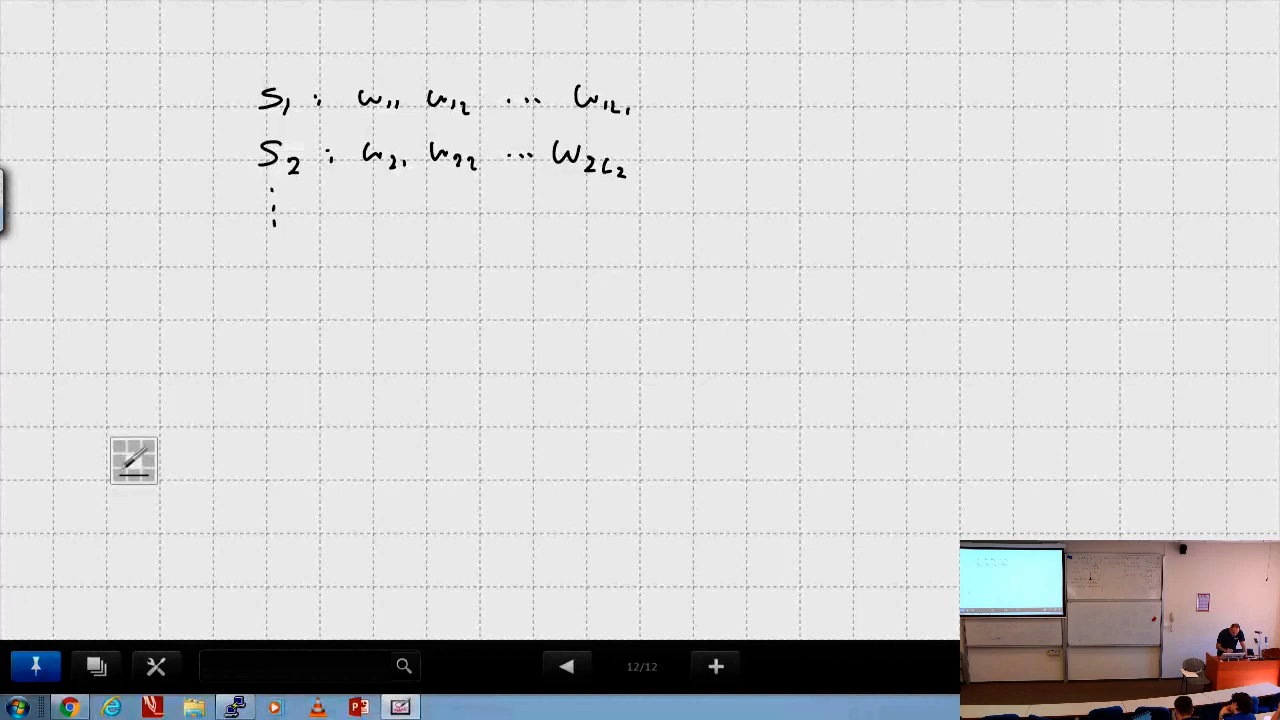 S₁ : w₁₁ w₁₂ ... w₁L₁
S₂ : w₂₁ w₂₂ ... w₂L₂
⋮
12/12